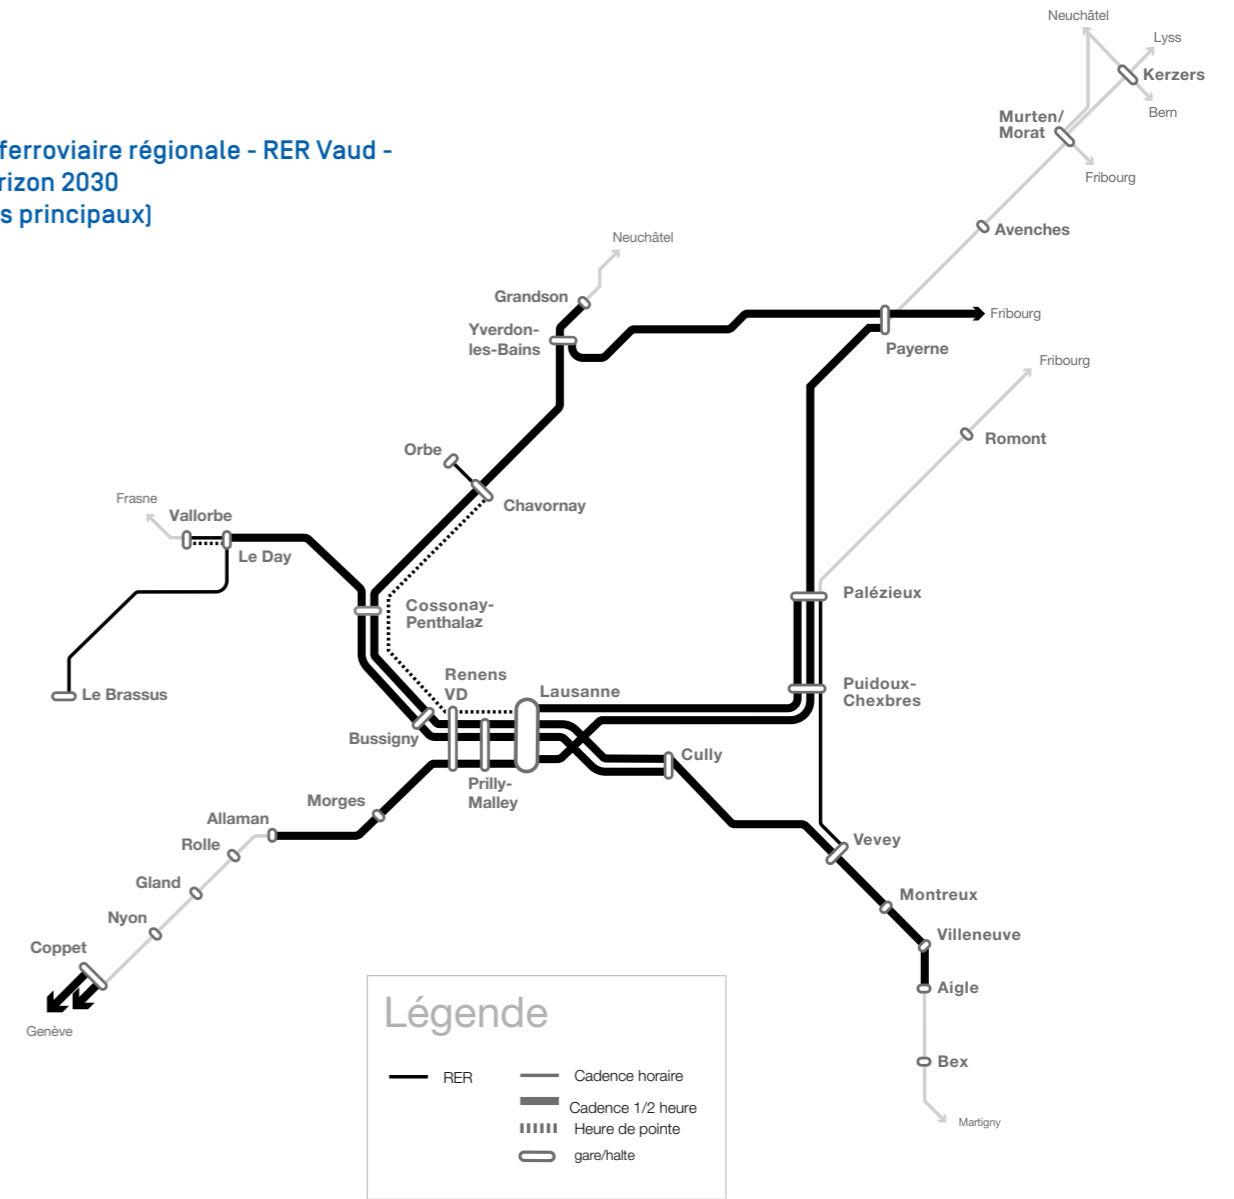 Neuchâtel
Lyss
Kerzers
Bern
Murten/
Morat
Fribourg
ferroviaire régionale - RER Vaud -
rizon 2030
s principaux)
Avenches
Neuchâtel
Grandson
Yverdon-
les-Bains
Fribourg
Payerne
Fribourg
Romont
Orbe
Chavornay
Frasne
Vallorbe
Le Day
Palézieux
Cossonay-
Penthalaz
Renens
VD
Lausanne
Puidoux-
Chexbres
Le Brassus
Bussigny
Cully
Prilly-
Malley
Morges
Allaman
Rolle
Vevey
Gland
Montreux
Nyon
Villeneuve
Coppet
Aigle
Genève
Bex
Martigny
Légende
RER
Cadence horaire
Cadence 1/2 heure
Heure de pointe
gare/halte